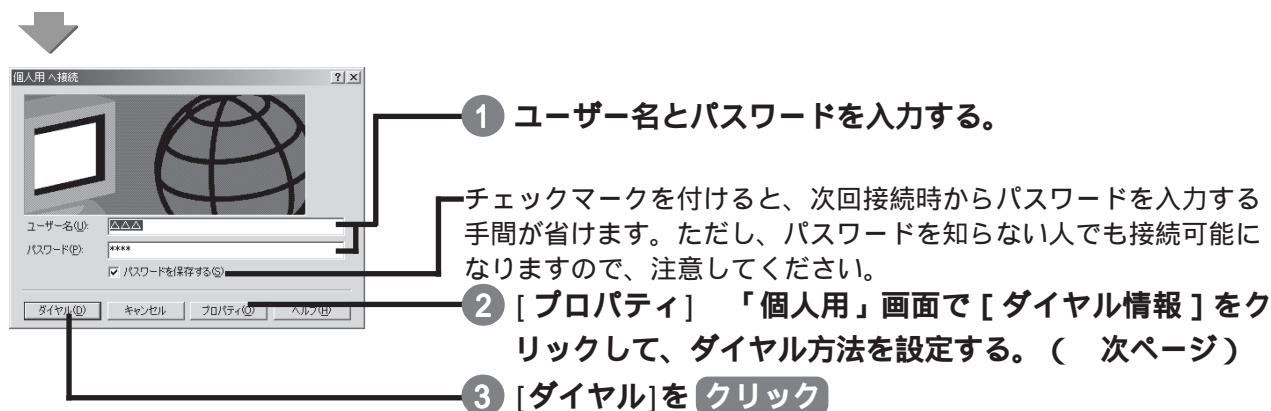 個人用 へ接続
? ×
ユーザー名(U):
△△△
パスワード(P):
****
パスワードを保存する(S)
ダイヤル(D) キャンセル プロパティ(O) ヘルプ(H)
1 ユーザー名とパスワードを入力する。
チェックマークを付けると、次回接続時からパスワードを入力する
手間が省けます。ただし、パスワードを知らない人でも接続可能に
なりますので、注意してください。
2 [プロパティ] 「個人用」画面で[ダイヤル情報]をク
リックして、ダイヤル方法を設定する。( 次ページ)
3 [ダイヤル]を クリック